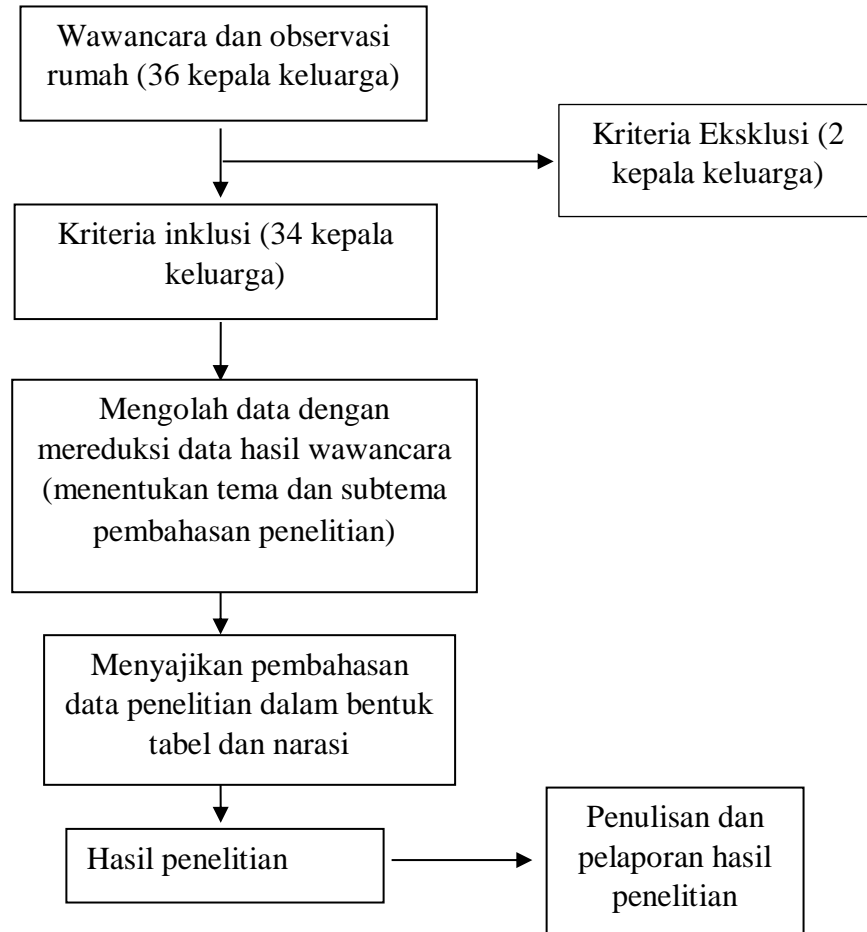 Wawancara dan observasi
rumah (36 kepala keluarga)
Kriteria Eksklusi (2
kepala keluarga)
Kriteria inklusi (34 kepala
keluarga)
Mengolah data dengan
mereduksi data hasil wawancara
(menentukan tema dan subtema
pembahasan penelitian)
Menyajikan pembahasan
data penelitian dalam bentuk
tabel dan narasi
Hasil penelitian
Penulisan dan
pelaporan hasil
penelitian